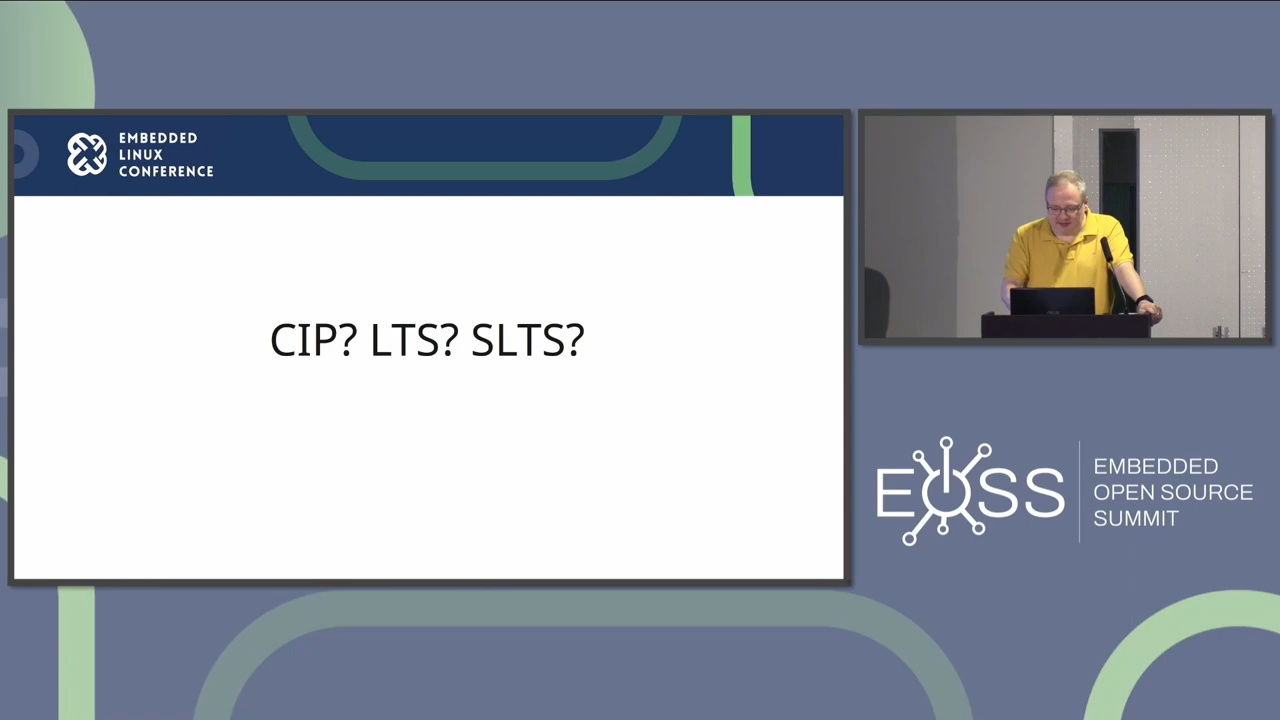 EMBEDDED
LINUX
CONFERENCE
CIP? LTS? SLTS?
EOSS
EMBEDDED
OPEN SOURCE
SUMMIT